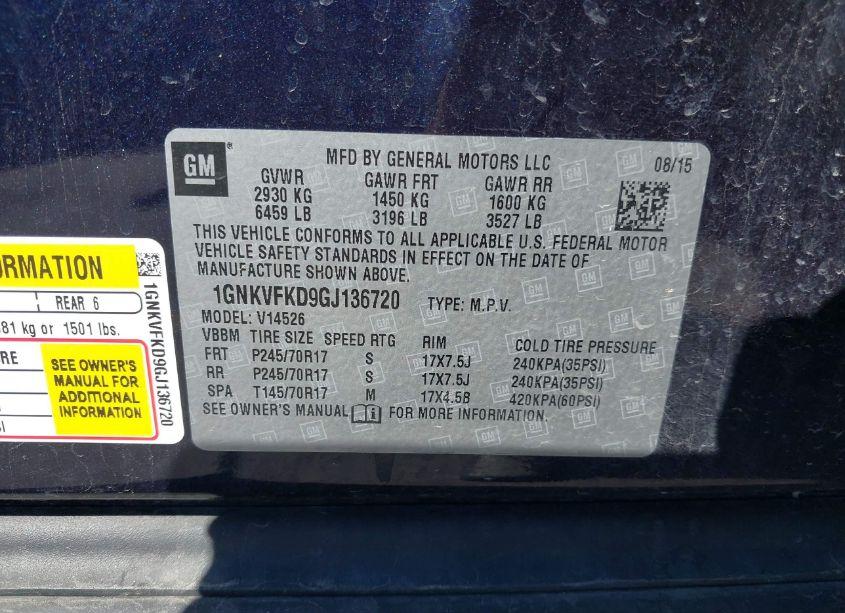 GM
®
MFD BY GENERAL MOTORS LLC
08/15
GVWR GAWR FRT GAWR RR
2930 KG 1450 KG 1600 KG
6459 LB 3196 LB 3527 LB
THIS VEHICLE CONFORMS TO ALL APPLICABLE U.S. FEDERAL MOTOR
VEHICLE SAFETY STANDARDS IN EFFECT ON THE DATE OF
MANUFACTURE SHOWN ABOVE.
1GNKVFKD9GJ136720 TYPE: M.P.V.
MODEL: V14526
VBBM TIRE SIZE SPEED RTG RIM COLD TIRE PRESSURE
FRT P245/70R17 S 17X7.5J 240KPA(35PSI)
RR P245/70R17 S 17X7.5J 240KPA(35PSI)
SPA T145/70R17 M 17X4.5B 420KPA(60PSI)
SEE OWNER'S MANUAL i FOR MORE INFORMATION.
ORMATION
REAR 6
81 kg or 1501 lbs.
RE
SEE OWNER'S
MANUAL FOR
ADDITIONAL
INFORMATION
SI
1GNKVFKD9GJ136720